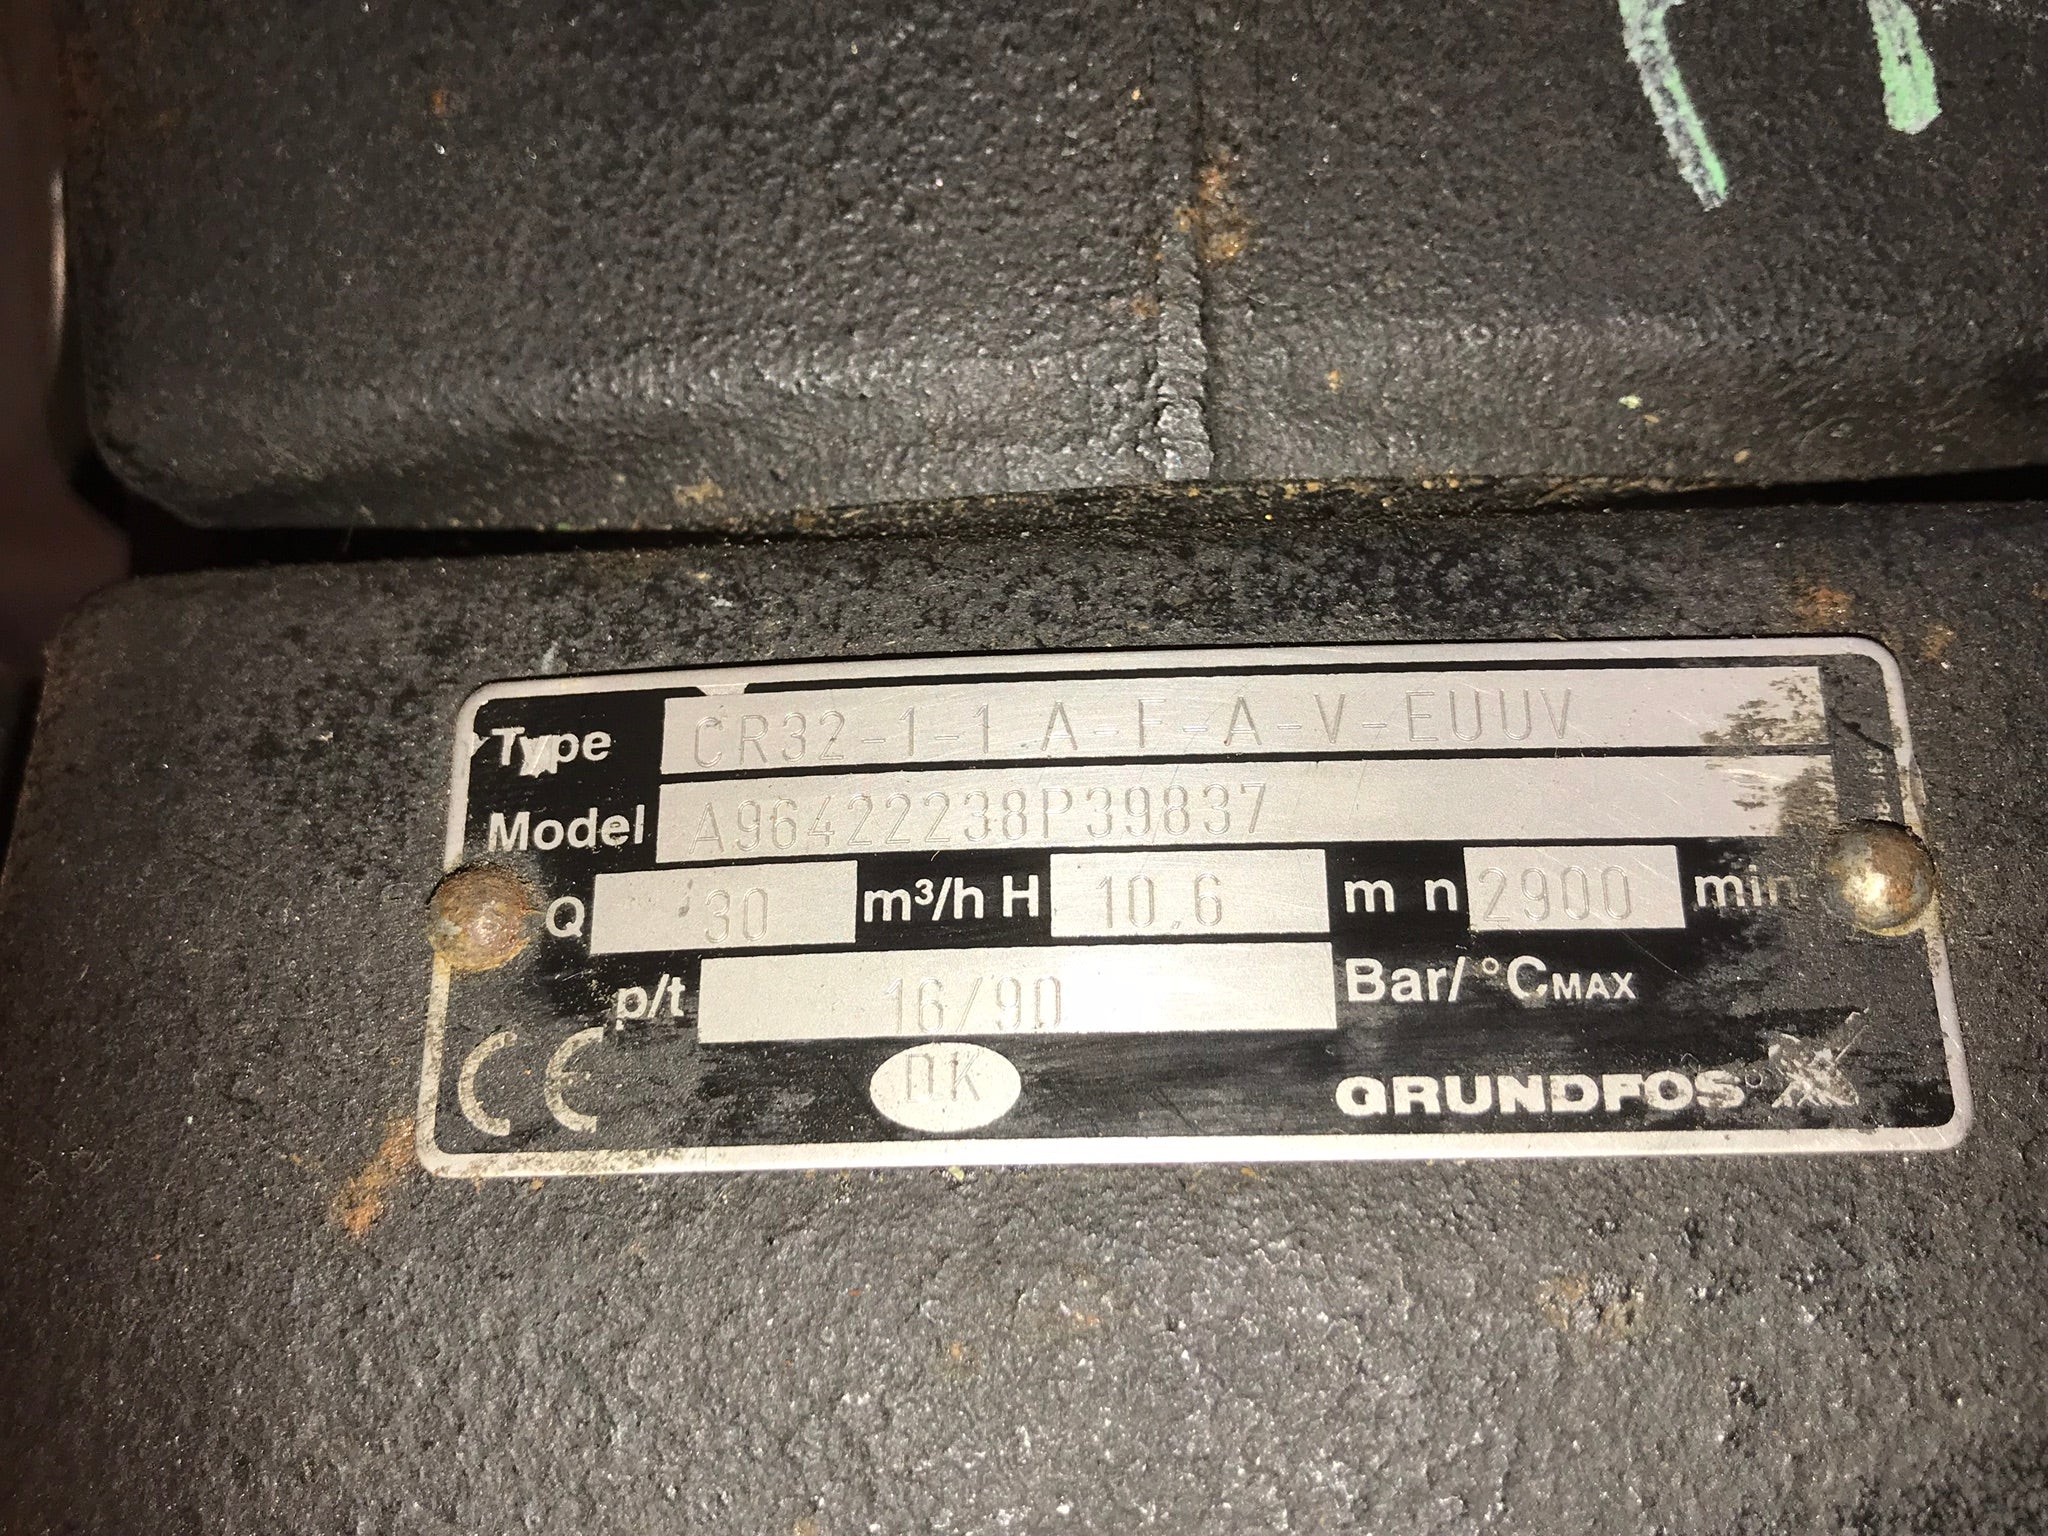 Type CR32-1-1 A-F-A-V-EUUV
Model A96422238P39837
Q 30 m³/h H 10.6 m n 2900 min
p/t 16/90 Bar/°CMAX
CE DK GRUNDFOS